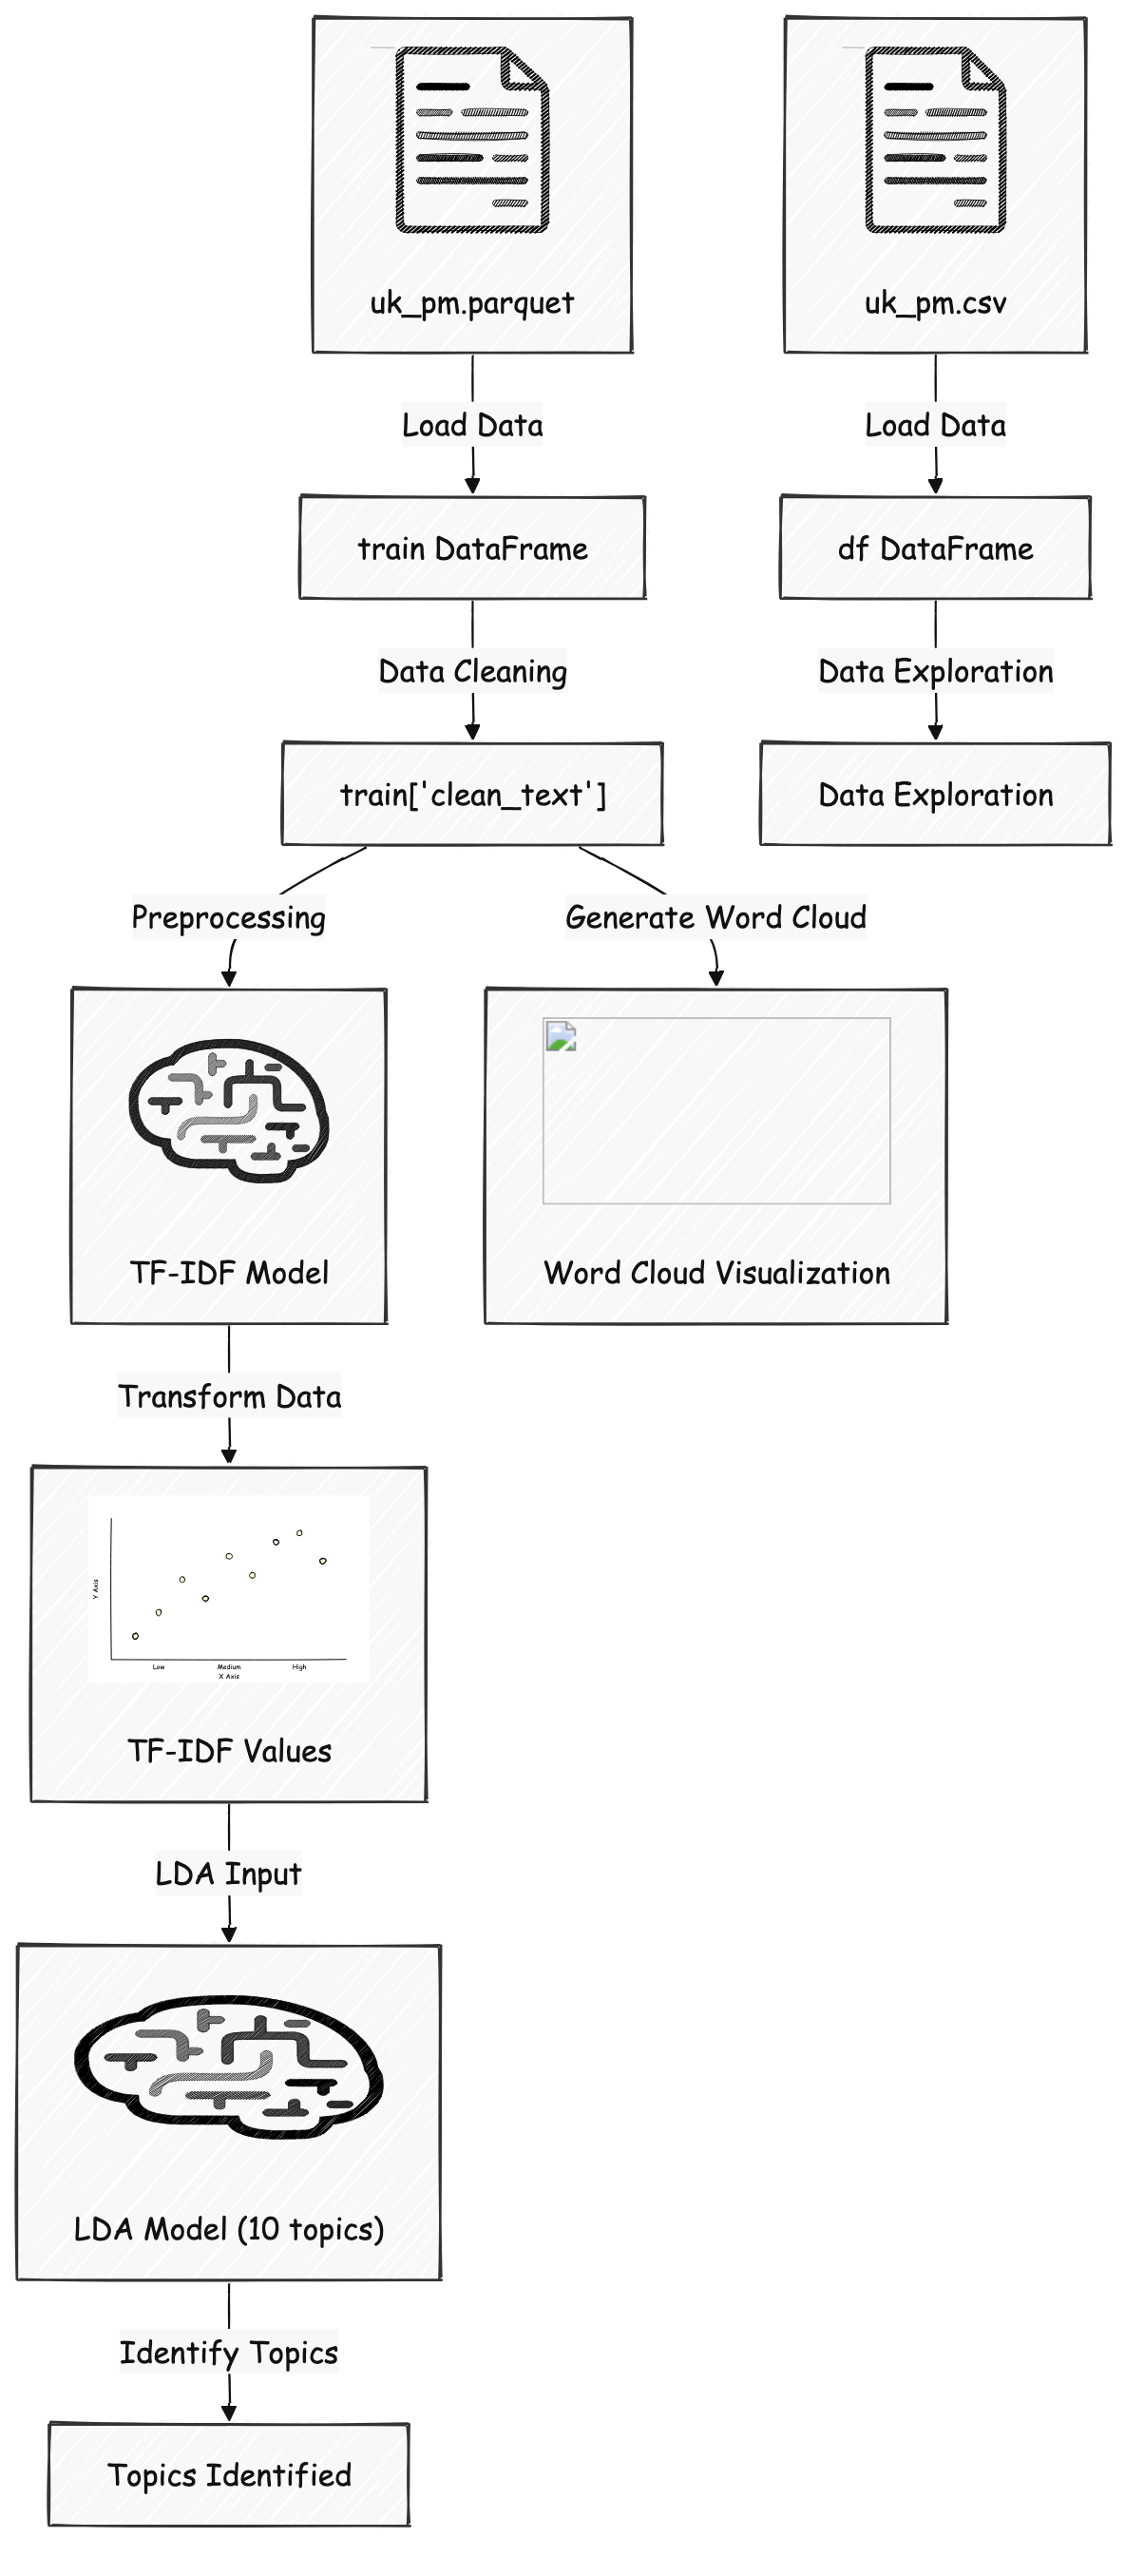 uk_pm.parquet
uk_pm.csv
Load Data
Load Data
train DataFrame
df DataFrame
Data Cleaning
Data Exploration
train['clean_text']
Data Exploration
Preprocessing
Generate Word Cloud
TF-IDF Model
Word Cloud Visualization
Transform Data
Y Axis
Low
Medium
High
X Axis
TF-IDF Values
LDA Input
LDA Model (10 topics)
Identify Topics
Topics Identified